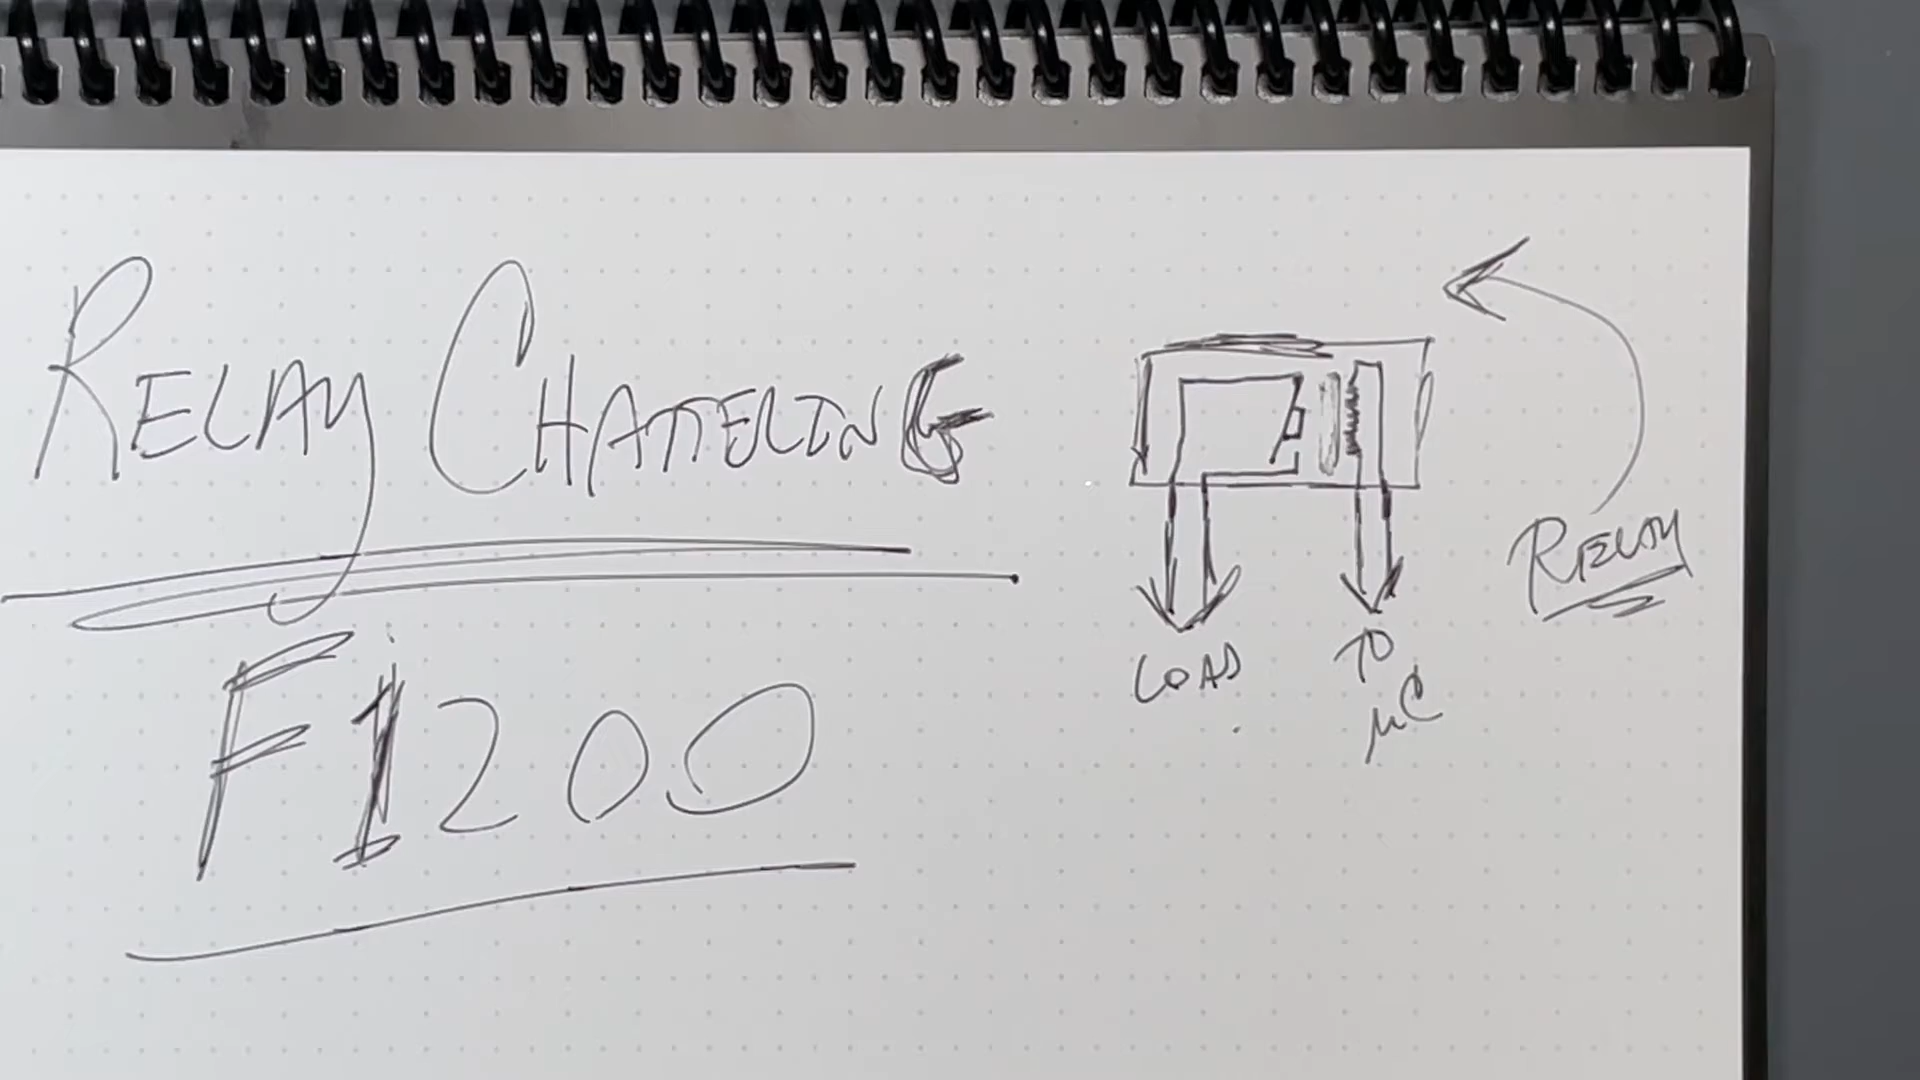 RELAY CHATTERING
F1200
RELAY
LOAD
TO
μC